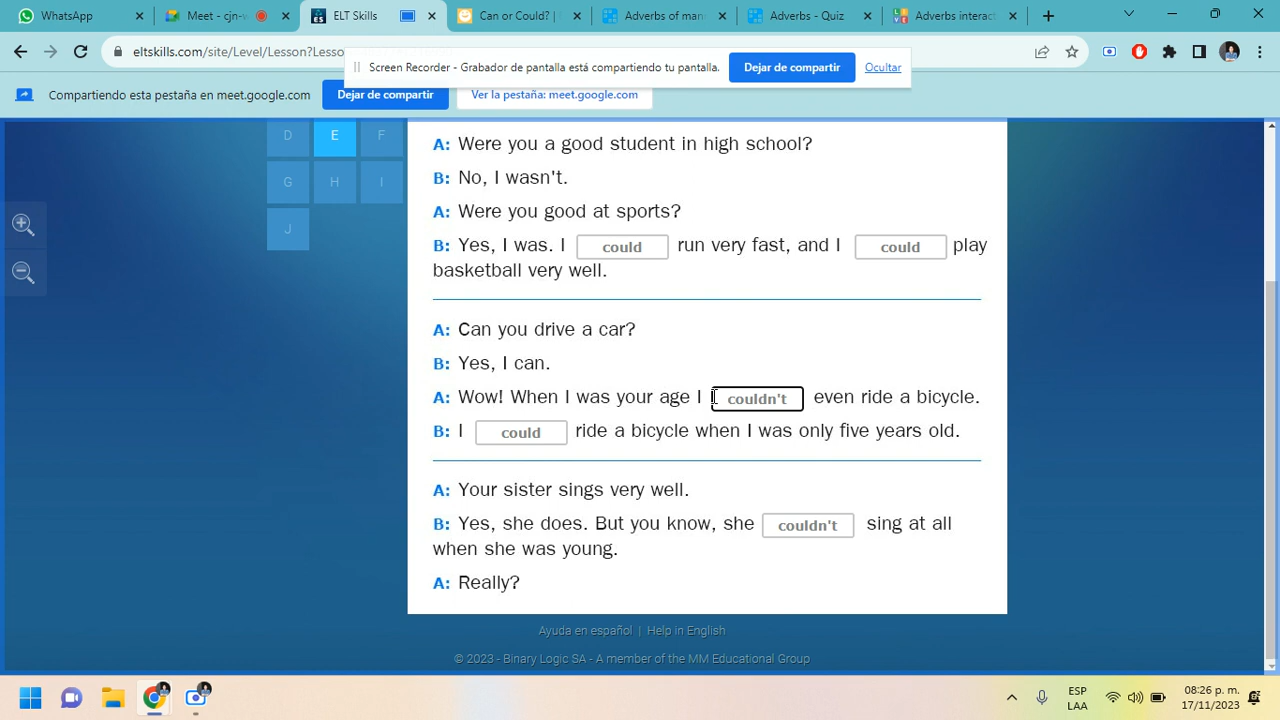 WhatsApp
Meet - cjn-v
ELT Skills
Can or Could? |
Adverbs of man
Adverbs - Quiz
Adverbs interac
eltskills.com/site/Level/Lesson?Lesson
Screen Recorder - Grabador de pantalla está compartiendo tu pantalla.
Dejar de compartir
Ocultar
Compartiendo esta pestaña en meet.google.com
Dejar de compartir
Ver la pestaña: meet.google.com
D E F
G H I
J
A: Were you a good student in high school?
B: No, I wasn't.
A: Were you good at sports?
B: Yes, I was. I could run very fast, and I could play
basketball very well.
A: Can you drive a car?
B: Yes, I can.
A: Wow! When I was your age I couldn't even ride a bicycle.
B: I could ride a bicycle when I was only five years old.
A: Your sister sings very well.
B: Yes, she does. But you know, she couldn't sing at all
when she was young.
A: Really?
Ayuda en español | Help in English
© 2023 - Binary Logic SA - A member of the MM Educational Group
ESP
LAA
08:26 p. m.
17/11/2023